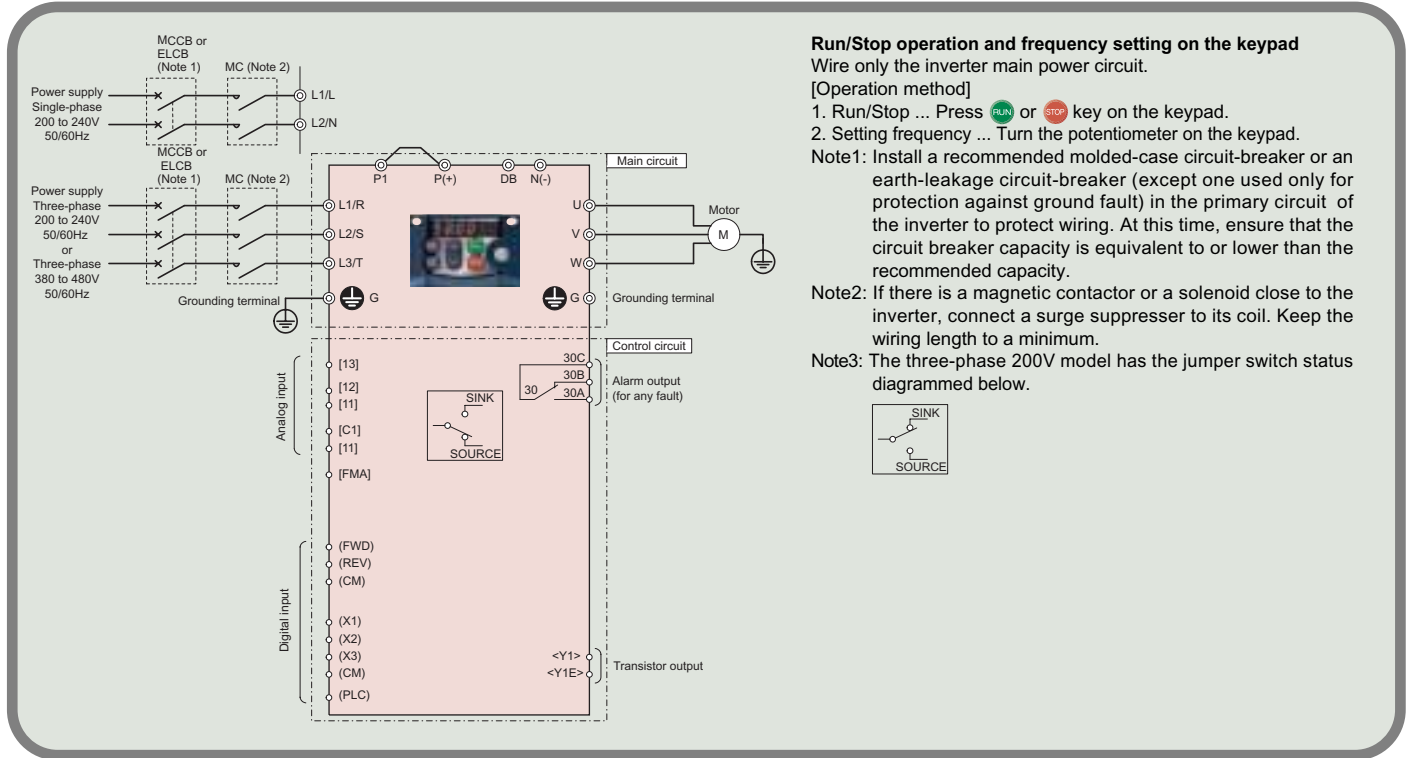 MCCB or
ELCB
(Note 1)
MC (Note 2)
Power supply
Single-phase
200 to 240V
50/60Hz
L1/L
L2/N
MCCB or
ELCB
(Note 1)
MC (Note 2)
Power supply
Three-phase
200 to 240V
50/60Hz
or
Three-phase
380 to 480V
50/60Hz
Main circuit
P1
P(+)
DB
N(-)
L1/R
L2/S
L3/T
U
V
W
Motor
M
Grounding terminal
G
G
Grounding terminal
Control circuit
Analog input
[13]
[12]
[11]
[C1]
[11]
[FMA]
SINK
SOURCE
30C
30B
30
30A
Alarm output
(for any fault)
Digital input
(FWD)
(REV)
(CM)
(X1)
(X2)
(X3)
(CM)
(PLC)
<Y1>
<Y1E>
Transistor output
Run/Stop operation and frequency setting on the keypad
Wire only the inverter main power circuit.
[Operation method]
1. Run/Stop ... Press RUN or STOP key on the keypad.
2. Setting frequency ... Turn the potentiometer on the keypad.
Note1: Install a recommended molded-case circuit-breaker or an
earth-leakage circuit-breaker (except one used only for
protection against ground fault) in the primary circuit of
the inverter to protect wiring. At this time, ensure that the
circuit breaker capacity is equivalent to or lower than the
recommended capacity.
Note2: If there is a magnetic contactor or a solenoid close to the
inverter, connect a surge suppresser to its coil. Keep the
wiring length to a minimum.
Note3: The three-phase 200V model has the jumper switch status
diagrammed below.
SINK
SOURCE